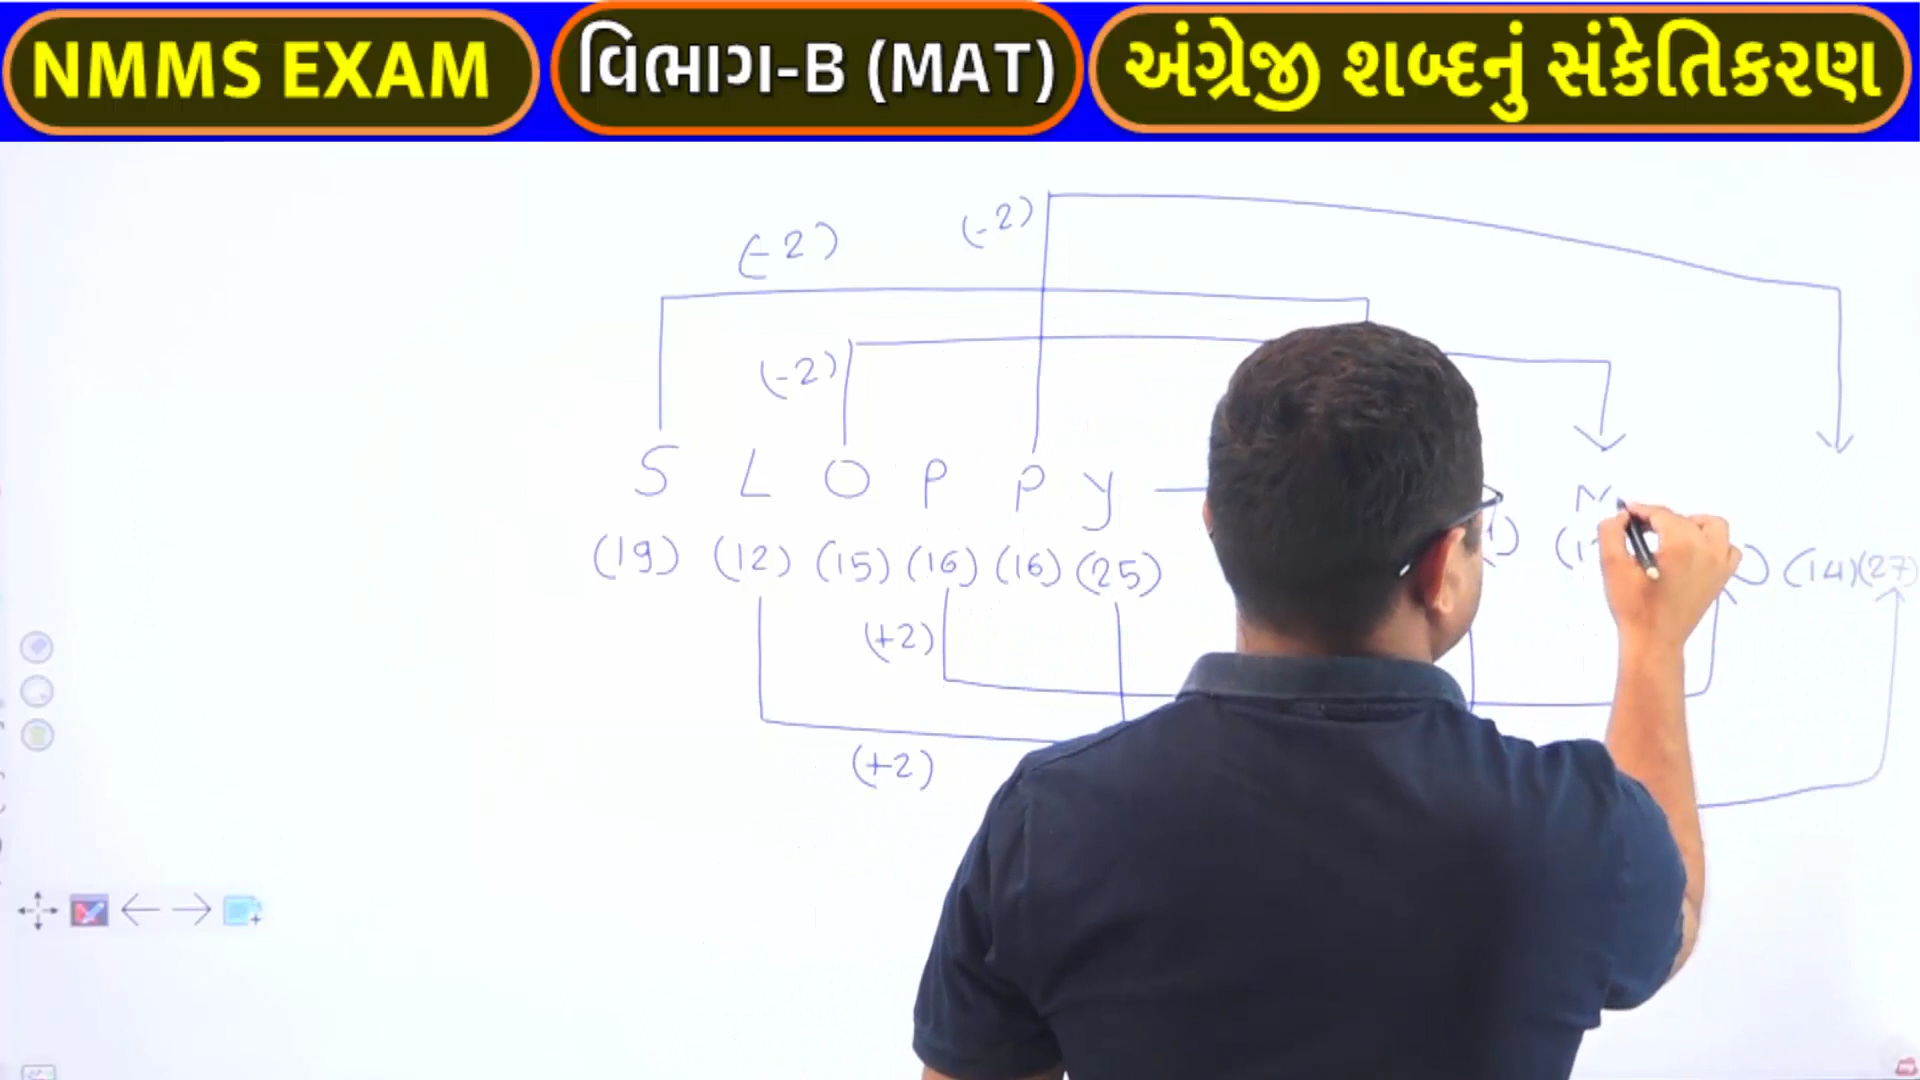 NMMS EXAM વિભાગ-B (MAT) અંગ્રેજી શબ્દનું સંકેતિકરણ
(-2)
(-2)
(-2)
S L O P P y
(19) (12) (15) (16) (16) (25) (14) (27)
(+2)
(+2)